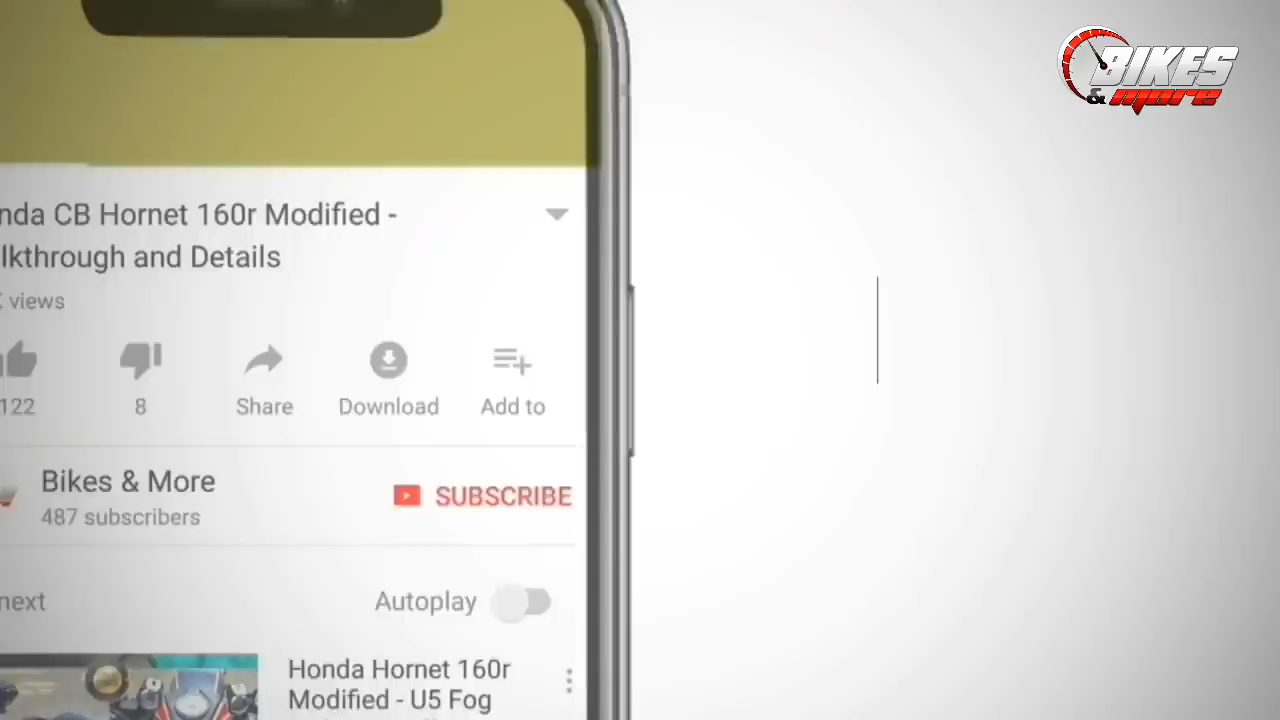 BIKES
& more
nda CB Hornet 160r Modified -
lkthrough and Details
views
122
8
Share
Download
Add to
Bikes & More
487 subscribers
SUBSCRIBE
next
Autoplay
Honda Hornet 160r
Modified - U5 Fog